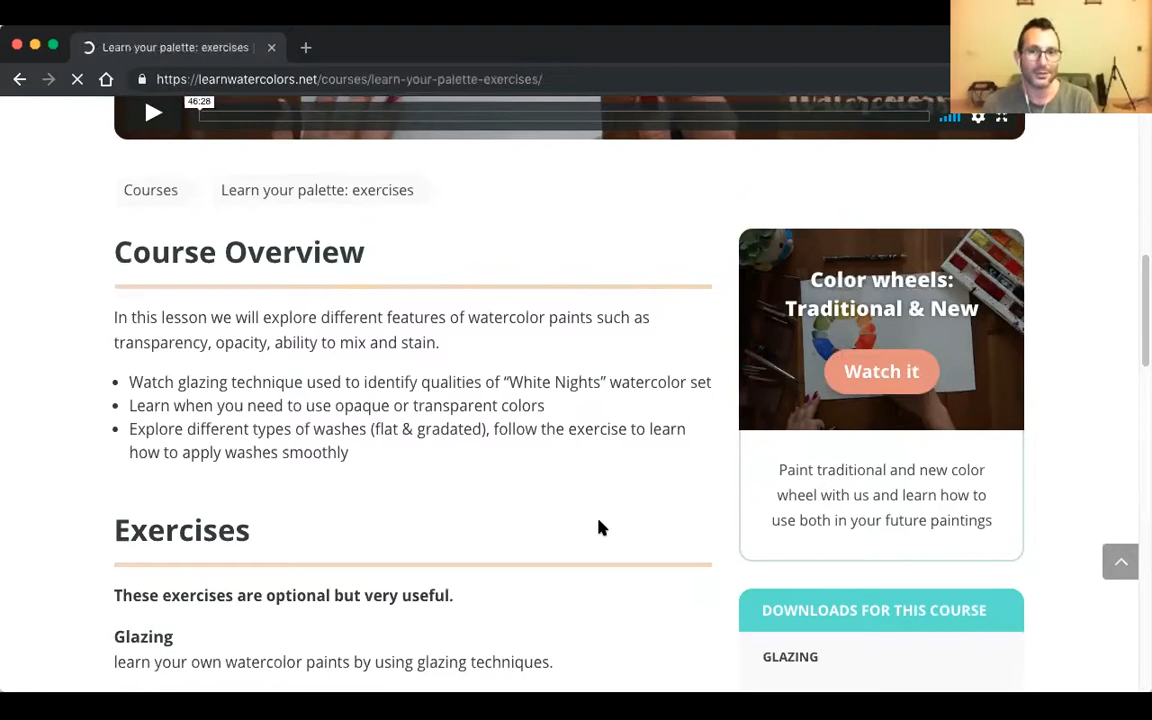 Learn your palette: exercises |
https://learnwatercolors.net/courses/learn-your-palette-exercises/
46:28
Courses
Learn your palette: exercises
Course Overview
In this lesson we will explore different features of watercolor paints such as
transparency, opacity, ability to mix and stain.
Watch glazing technique used to identify qualities of “White Nights” watercolor set
Learn when you need to use opaque or transparent colors
Explore different types of washes (flat & gradated), follow the exercise to learn
how to apply washes smoothly
Exercises
These exercises are optional but very useful.
Glazing
learn your own watercolor paints by using glazing techniques.
Color wheels:
Traditional & New
Watch it
Paint traditional and new color
wheel with us and learn how to
use both in your future paintings
DOWNLOADS FOR THIS COURSE
GLAZING